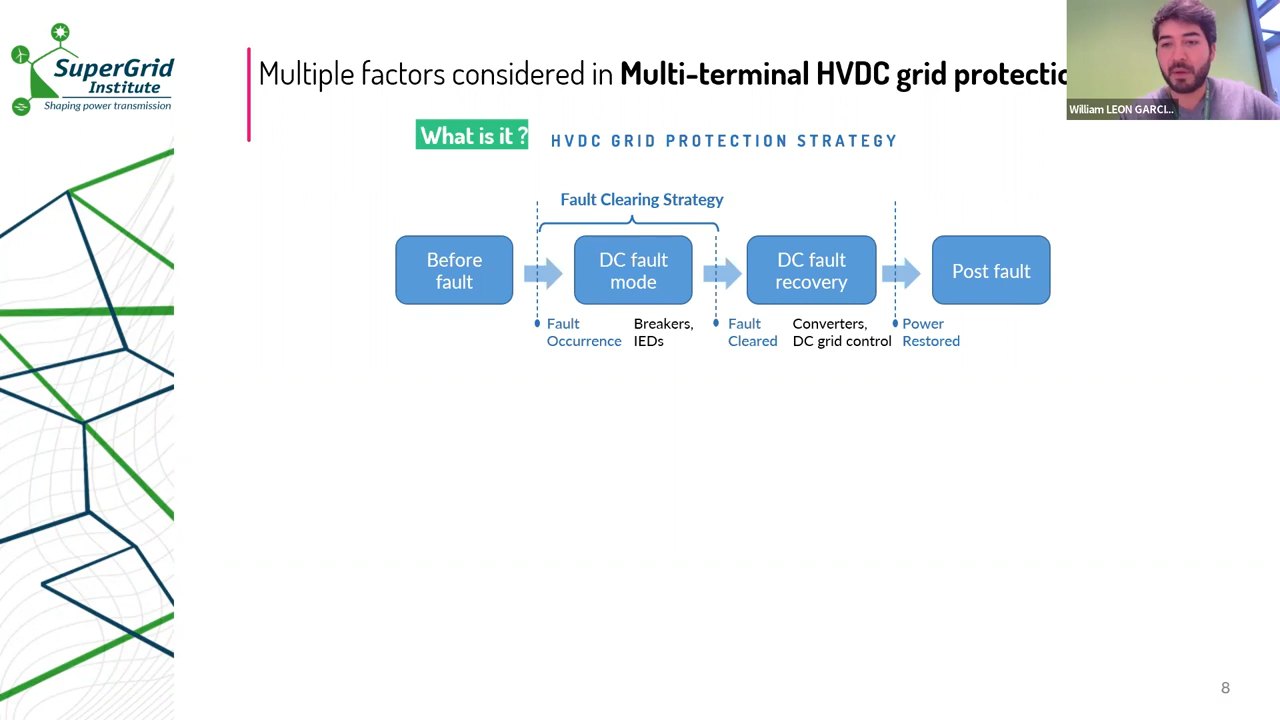 SuperGrid
Institute
Shaping power transmission
Multiple factors considered in Multi-terminal HVDC grid protectio
William LEON GARCI...
What is it ?
HVDC GRID PROTECTION STRATEGY
Fault Clearing Strategy
Before
fault
DC fault
mode
DC fault
recovery
Post fault
Fault
Occurrence
Breakers,
IEDs
Fault
Cleared
Converters,
DC grid control
Power
Restored
8